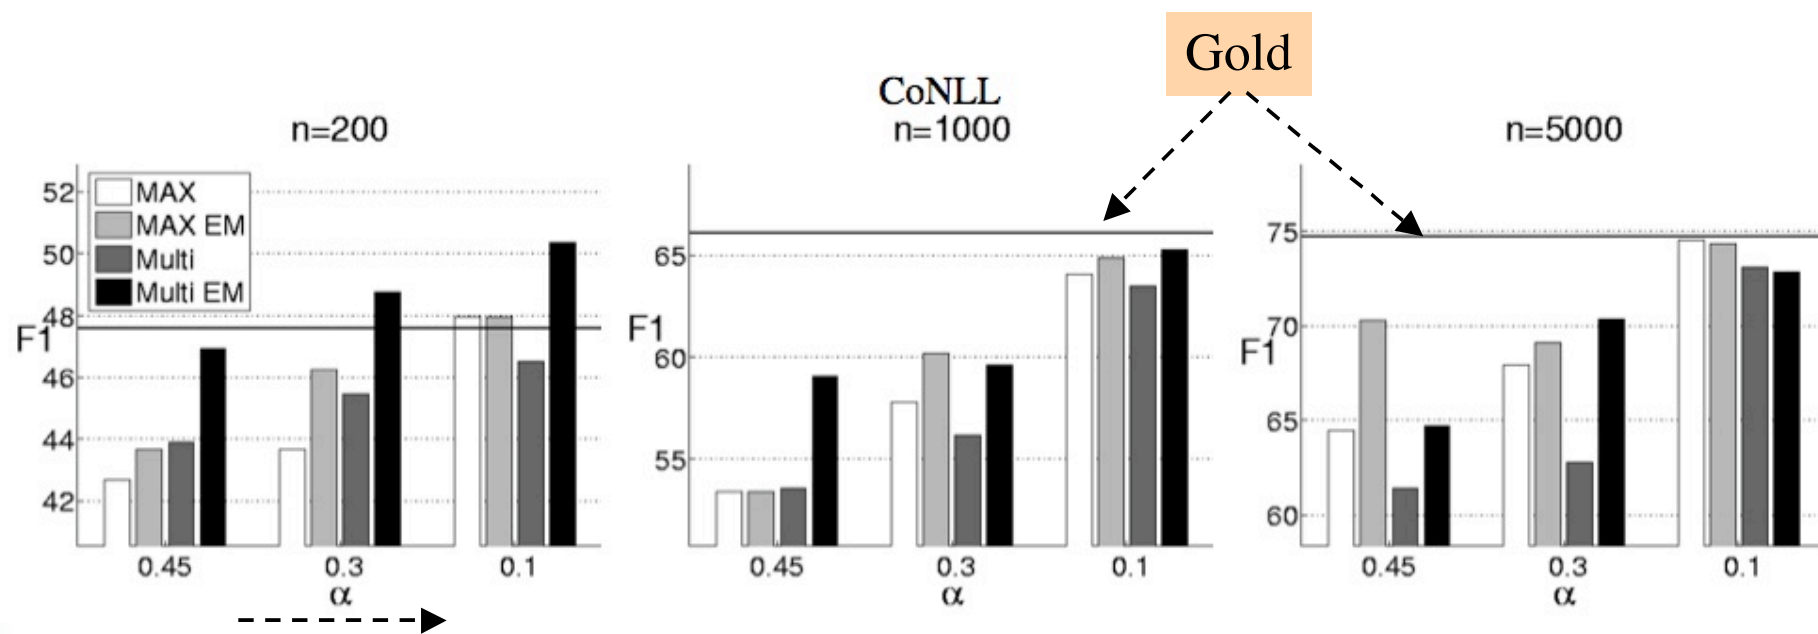 Gold
CoNLL
n=200
n=1000
n=5000
MAX
MAX EM
Multi
Multi EM
52
50
48
46
44
42
F1
0.45 0.3 0.1
α
65
60
55
F1
0.45 0.3 0.1
α
75
70
65
60
F1
0.45 0.3 0.1
α